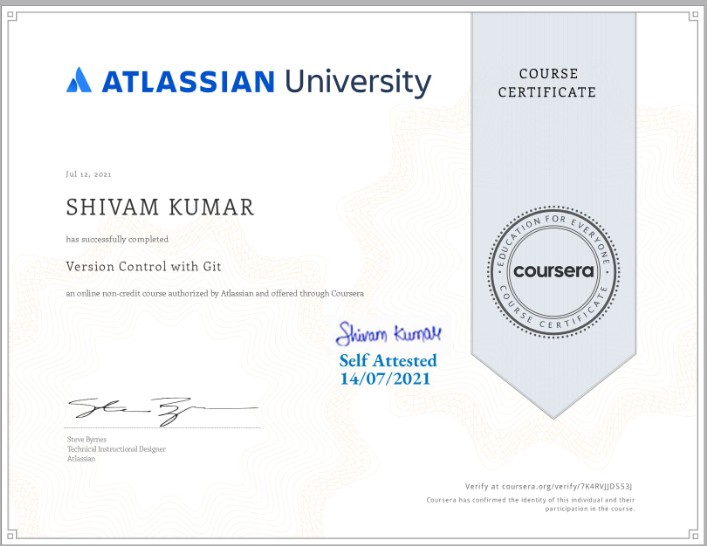 ATLASSIAN University
COURSE
CERTIFICATE
Jul 12, 2021
SHIVAM KUMAR
has successfully completed
Version Control with Git
an online non-credit course authorized by Atlassian and offered through Coursera
EDUCATION FOR EVERYONE
coursera
COURSE CERTIFICATE
Shivam Kumar
Self Attested
14/07/2021
Steve Byrnes
Technical Instructional Designer
Atlassian
Verify at coursera.org/verify/7K4RVJJDSS3J
Coursera has confirmed the identity of this individual and their
participation in the course.